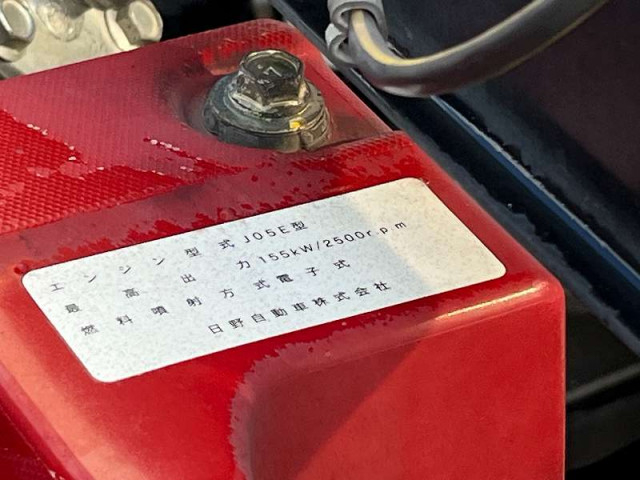 エンジン型式 J05E型
最高出力 155kW/2500r.p.m
燃料噴射方式 電子式
日野自動車株式会社